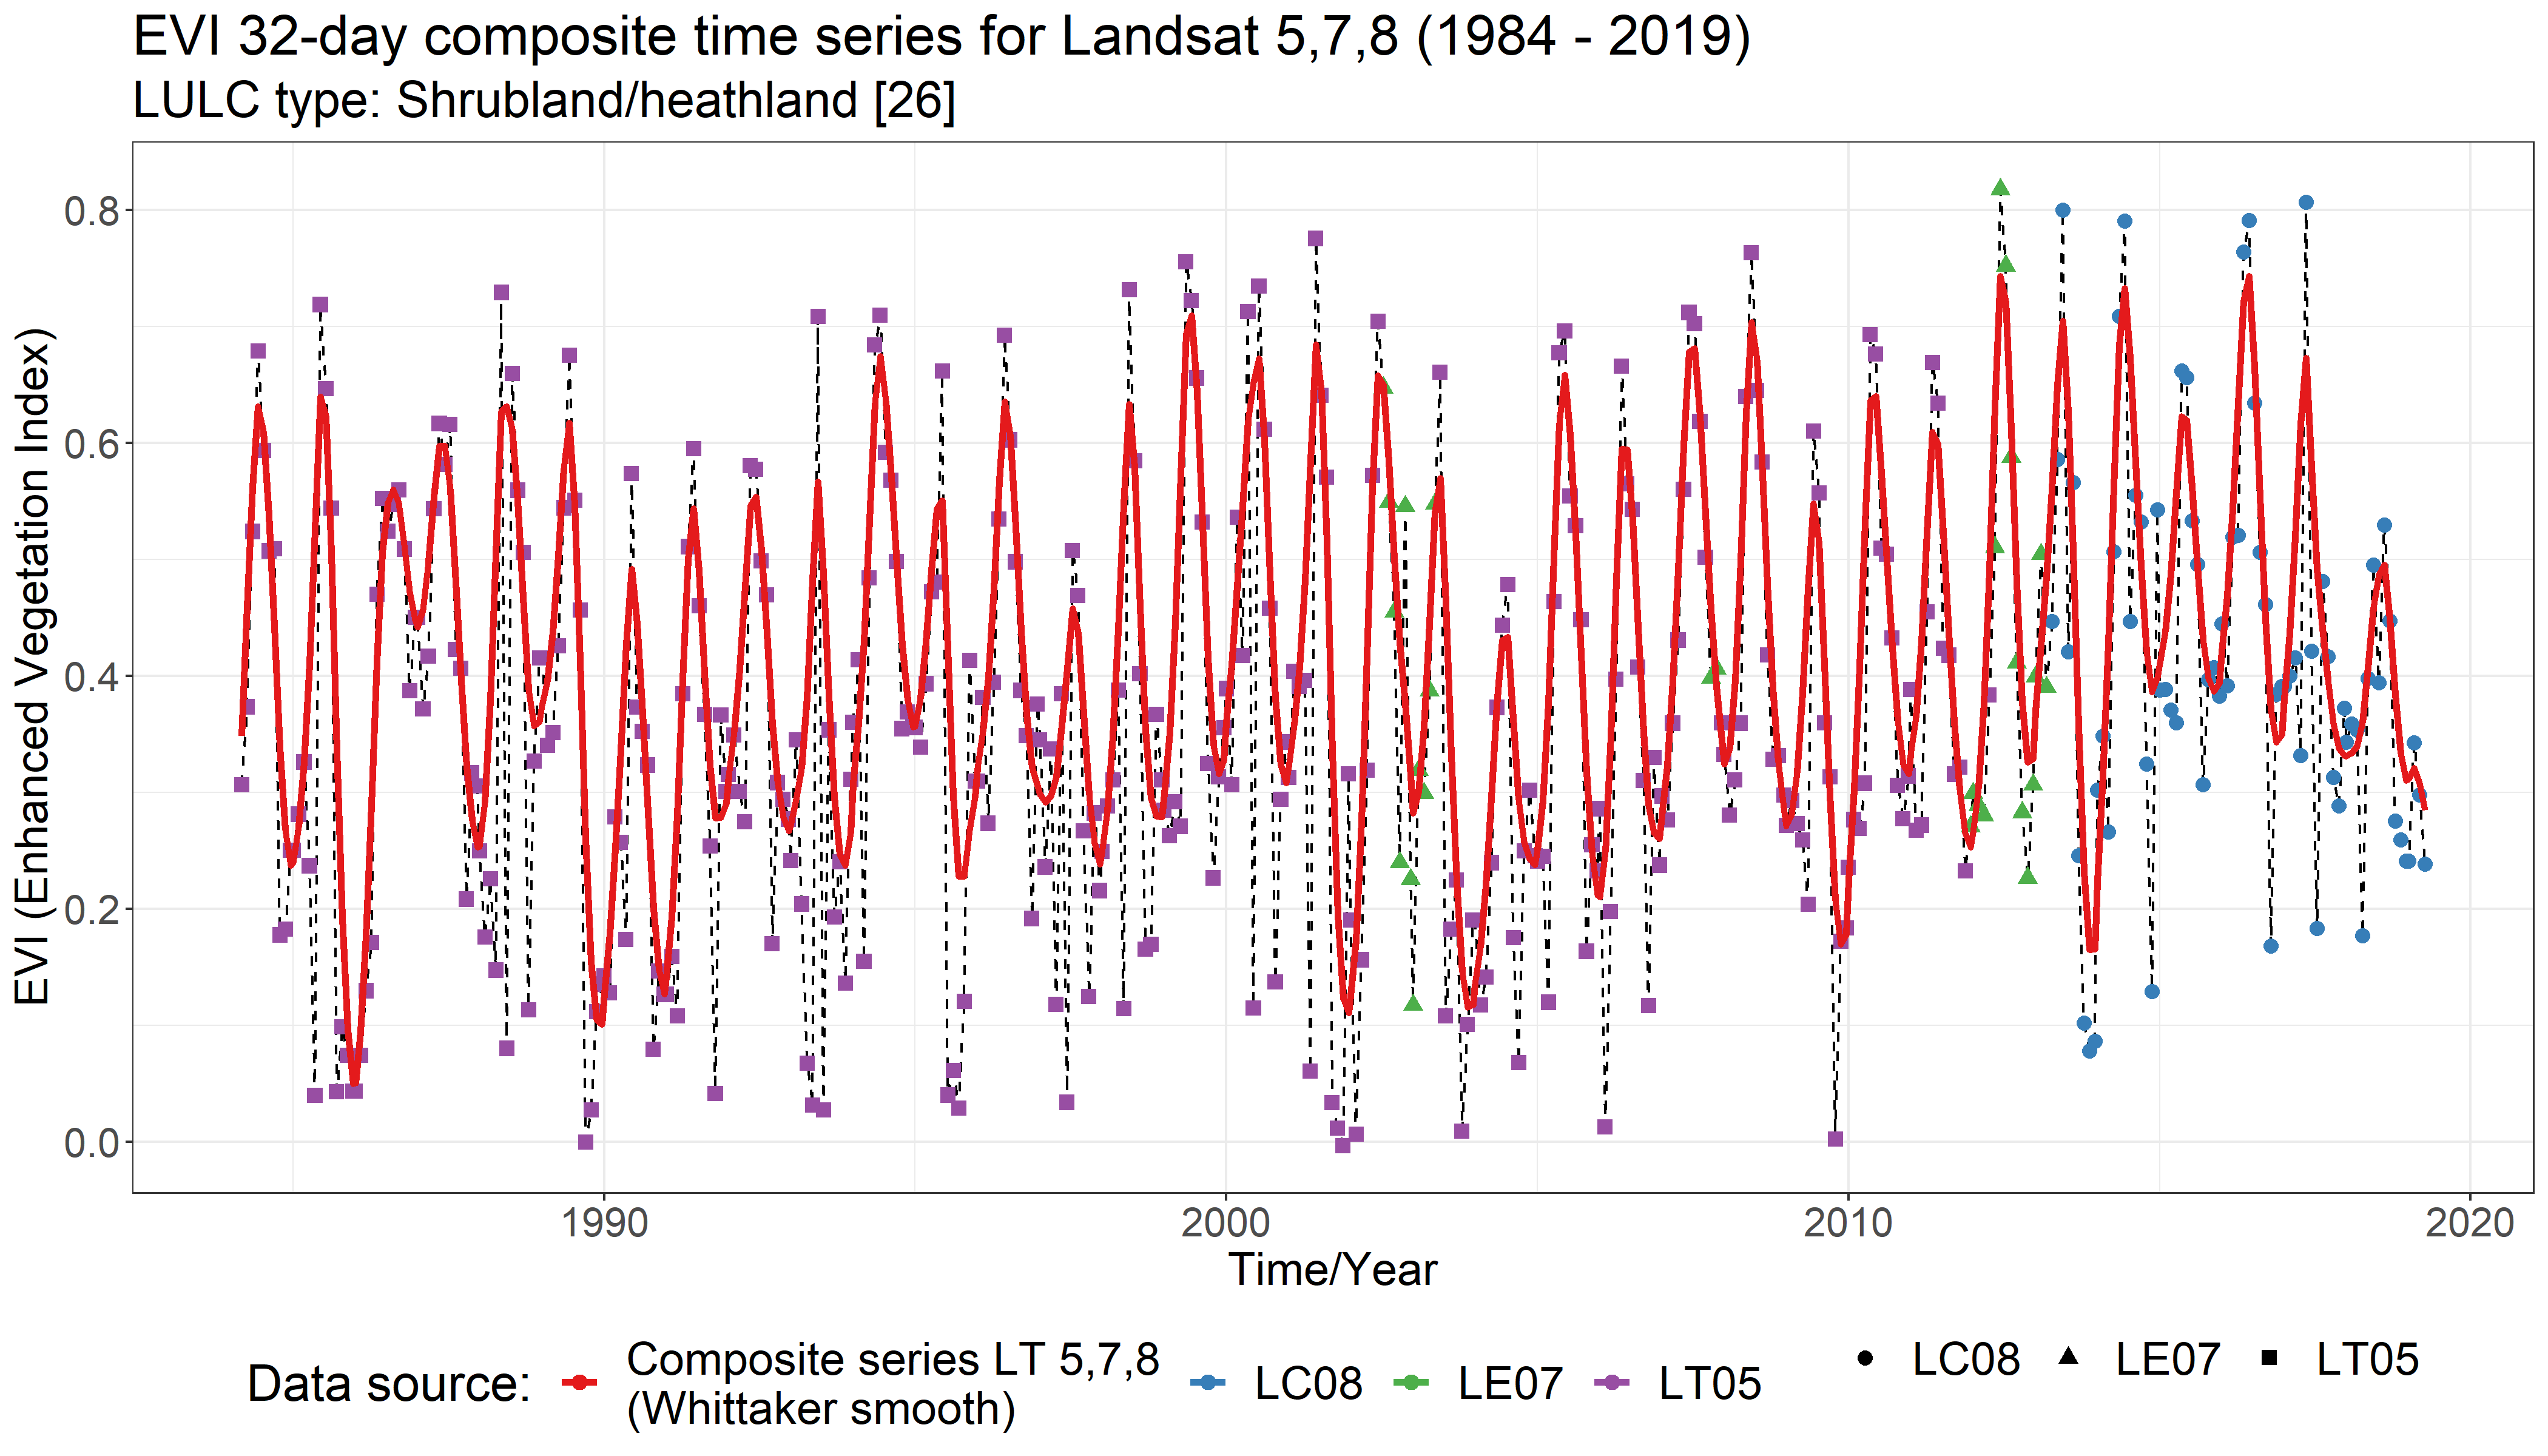 EVI 32-day composite time series for Landsat 5,7,8 (1984 - 2019)
LULC type: Shrubland/heathland [26]
EVI (Enhanced Vegetation Index)
0.8
0.6
0.4
0.2
0.0
1990
2000
2010
2020
Time/Year
Data source:
Composite series LT 5,7,8
(Whittaker smooth)
LC08
LE07
LT05
LC08
LE07
LT05